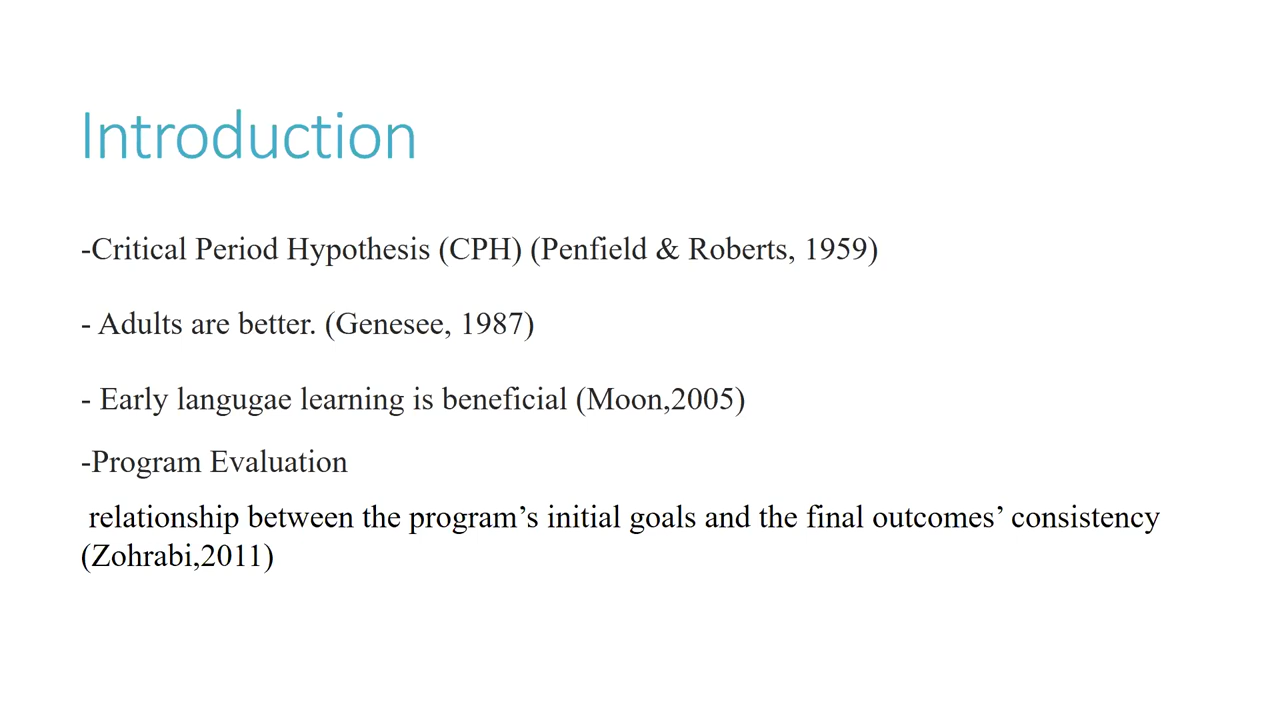 Introduction
-Critical Period Hypothesis (CPH) (Penfield & Roberts, 1959)
- Adults are better. (Genesee, 1987)
- Early langugae learning is beneficial (Moon,2005)
-Program Evaluation
relationship between the program’s initial goals and the final outcomes’ consistency
(Zohrabi,2011)